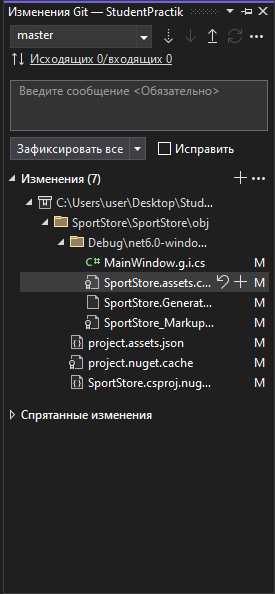 Изменения Git — StudentPractik
master
Исходящих 0/входящих 0
Введите сообщение <Обязательно>
Зафиксировать все
Исправить
Изменения (7)
C:\Users\user\Desktop\Stud...
SportStore\SportStore\obj
Debug\net6.0-windo...
C# MainWindow.g.i.cs M
SportStore.assets.c... M
SportStore.Generat... M
SportStore_Markup... M
project.assets.json M
project.nuget.cache M
SportStore.csproj.nug... M
Спрятанные изменения